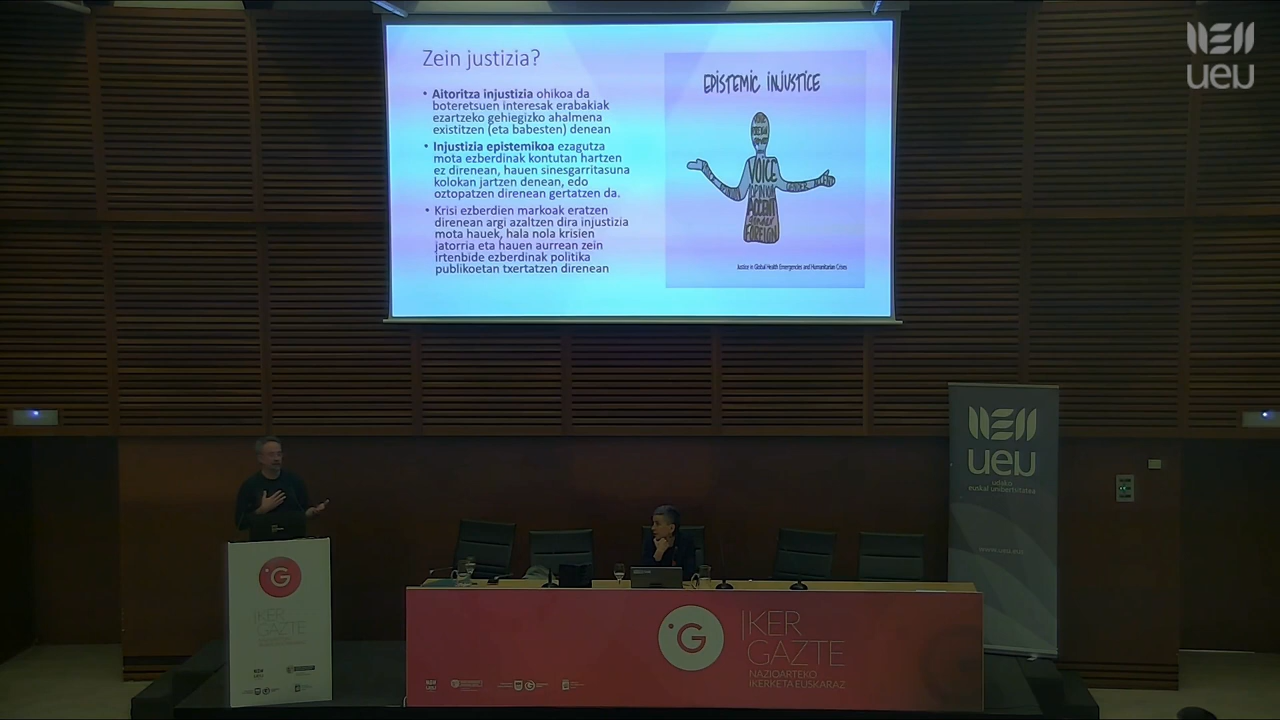 Zein justizia?
• Aitoritza injustizia ohikoa da
boteretsuen interesak erabakiak
ezartzeko gehiegizko ahalmena
existitzen (eta babesten) denean
• Injustizia epistemikoa ezagutza
mota ezberdinak kontutan hartzen
ez direnean, hauen sinesgarritasuna
kolokan jartzen denean, edo
oztopatzen direnean gertatzen da.
• Krisi ezberdien markoak eratzen
direnean argi azaltzen dira injustizia
mota hauek, hala nola krisien
jatorria eta hauen aurrean zein
irtenbide ezberdinak politika
publikoetan txertatzen direnean
EPISTEMIC INJUSTICE
VOICE
OPINION
ACCENT
GENDER
FOREIGN
Justice in Global Health Emergencies and Humanitarian Crises
UEU
UEU
udako
euskal unibertsitatea
G
IKER
GAZTE
G
IKER
GAZTE
NAZIOARTEKO
IKERKETA EUSKARAZ